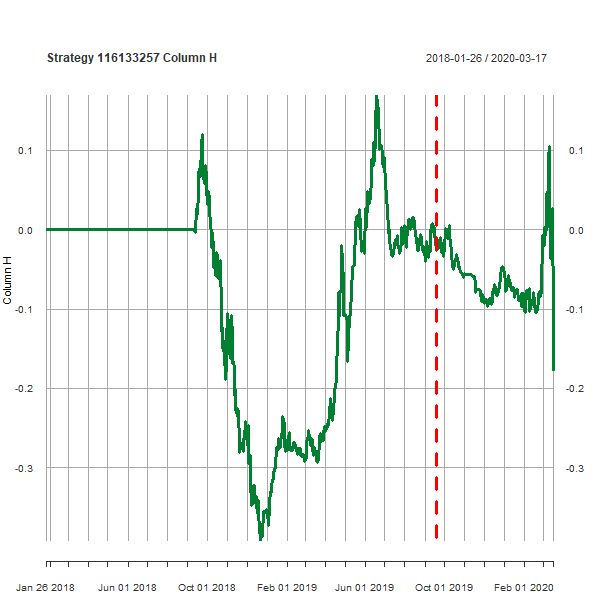 Strategy 116133257 Column H 2018-01-26 / 2020-03-17
0.1 0.1
0.0 0.0
-0.1 -0.1
-0.2 -0.2
-0.3 -0.3
Column H
Jan 26 2018 Jun 01 2018 Oct 01 2018 Feb 01 2019 Jun 01 2019 Oct 01 2019 Feb 01 2020